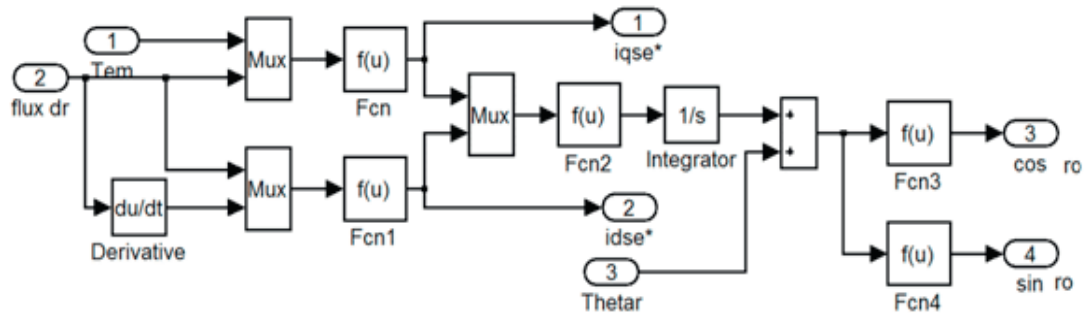 1
Tem
2
flux dr
Mux
f(u)
Fcn
1
iqse*
Mux
f(u)
Fcn2
1/s
Integrator
+
+
f(u)
Fcn3
3
cos ro
du/dt
Derivative
Mux
f(u)
Fcn1
2
idse*
3
Thetar
f(u)
Fcn4
4
sin ro